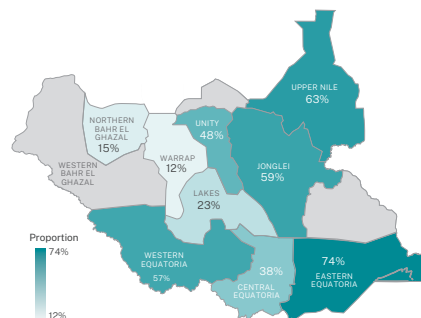 UPPER NILE
63%
NORTHERN
BAHR EL
GHAZAL
15%
UNITY
48%
WARRAP
12%
JONGLEI
59%
WESTERN
BAHR EL
GHAZAL
LAKES
23%
WESTERN
EQUATORIA
57%
38%
CENTRAL
EQUATORIA
74%
EASTERN
EQUATORIA
Proportion
74%
12%